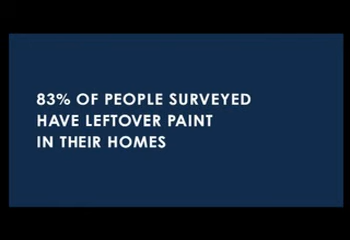 83% OF PEOPLE SURVEYED
HAVE LEFTOVER PAINT
IN THEIR HOMES